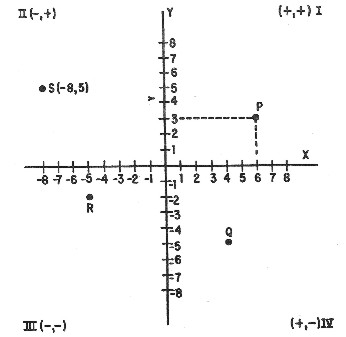 II (-,+) Y (+,+) I
8
7
6
S(-8,5) 5
Y 4
P
3
2
1
X
-8 -7 -6 -5 -4 -3 -2 -1 1 2 3 4 5 6 7 8
-1
R -2
-3
Q -4
-5
-6
-7
-8
III (-,-) (+,-) IV